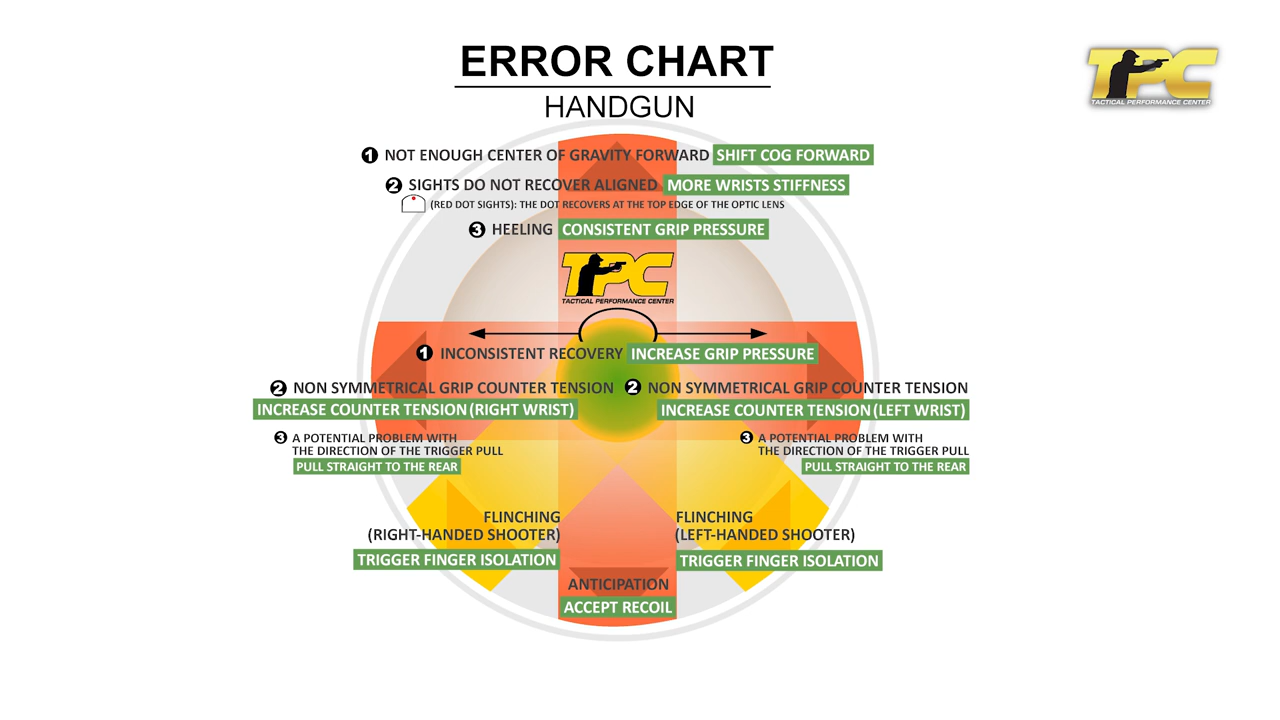 ERROR CHART
HANDGUN
TPC
TACTICAL PERFORMANCE CENTER
1 NOT ENOUGH CENTER OF GRAVITY FORWARD SHIFT COG FORWARD
2 SIGHTS DO NOT RECOVER ALIGNED MORE WRISTS STIFFNESS
(RED DOT SIGHTS): THE DOT RECOVERS AT THE TOP EDGE OF THE OPTIC LENS
3 HEELING CONSISTENT GRIP PRESSURE
TPC
TACTICAL PERFORMANCE CENTER
1 INCONSISTENT RECOVERY INCREASE GRIP PRESSURE
2 NON SYMMETRICAL GRIP COUNTER TENSION
INCREASE COUNTER TENSION (RIGHT WRIST)
3 A POTENTIAL PROBLEM WITH
THE DIRECTION OF THE TRIGGER PULL
PULL STRAIGHT TO THE REAR
2 NON SYMMETRICAL GRIP COUNTER TENSION
INCREASE COUNTER TENSION (LEFT WRIST)
3 A POTENTIAL PROBLEM WITH
THE DIRECTION OF THE TRIGGER PULL
PULL STRAIGHT TO THE REAR
FLINCHING
(RIGHT-HANDED SHOOTER)
TRIGGER FINGER ISOLATION
FLINCHING
(LEFT-HANDED SHOOTER)
TRIGGER FINGER ISOLATION
ANTICIPATION
ACCEPT RECOIL